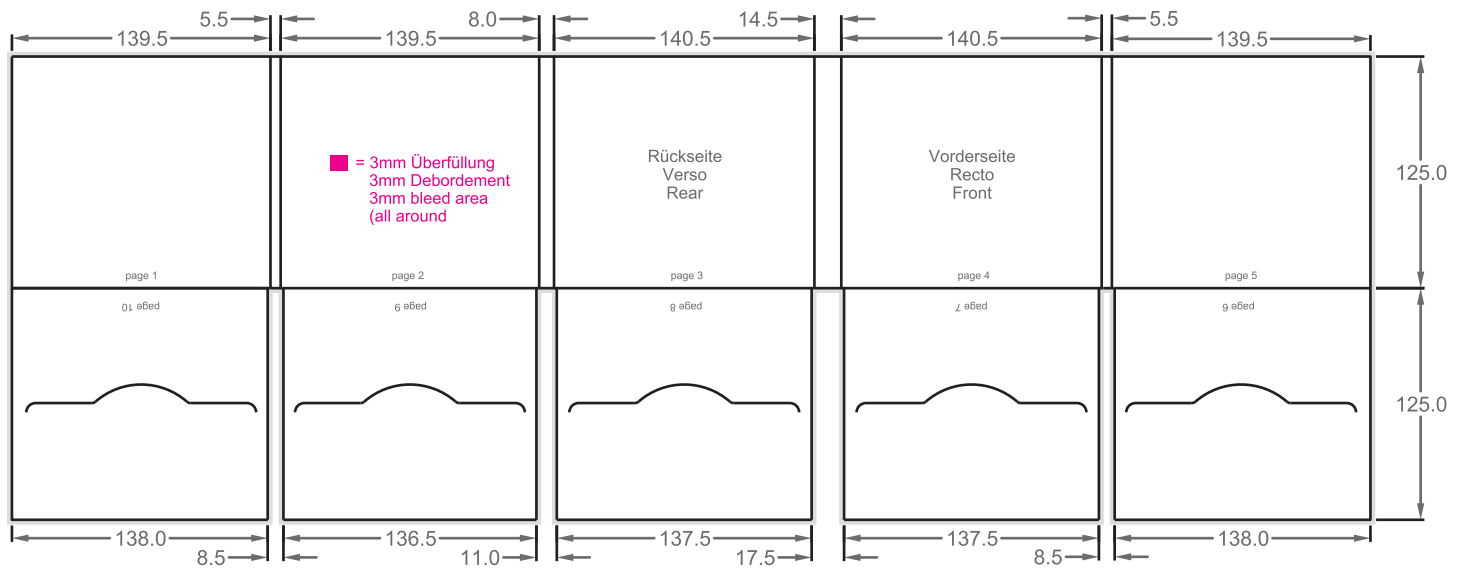 5.5 8.0 14.5 5.5
139.5 139.5 140.5 140.5 139.5
= 3mm Überfüllung
3mm Debordement
3mm bleed area
(all around
Rückseite
Verso
Rear
Vorderseite
Recto
Front
125.0
page 1 page 2 page 3 page 4 page 5
page 10 page 9 page 8 page 7 page 6
125.0
138.0 136.5 137.5 137.5 138.0
8.5 11.0 17.5 8.5